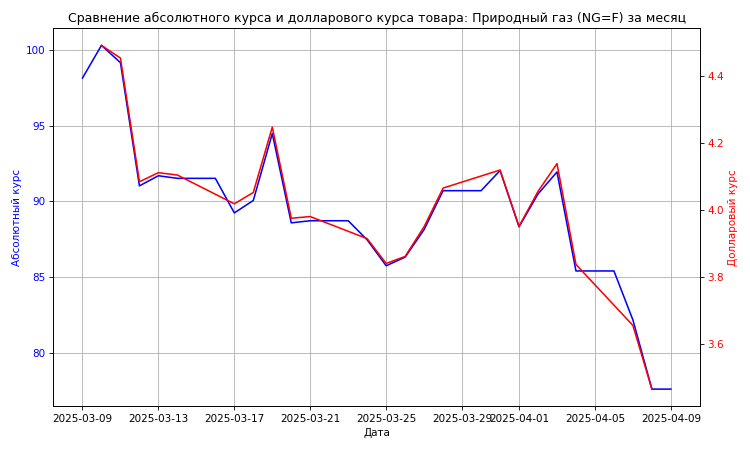 Сравнение абсолютного курса и долларового курса товара: Природный газ (NG=F) за месяц
100
95
90
85
80
Абсолютный курс
4.4
4.2
4.0
3.8
3.6
Долларовый курс
2025-03-09 2025-03-13 2025-03-17 2025-03-21 2025-03-25 2025-03-29 2025-04-01 2025-04-05 2025-04-09
Дата